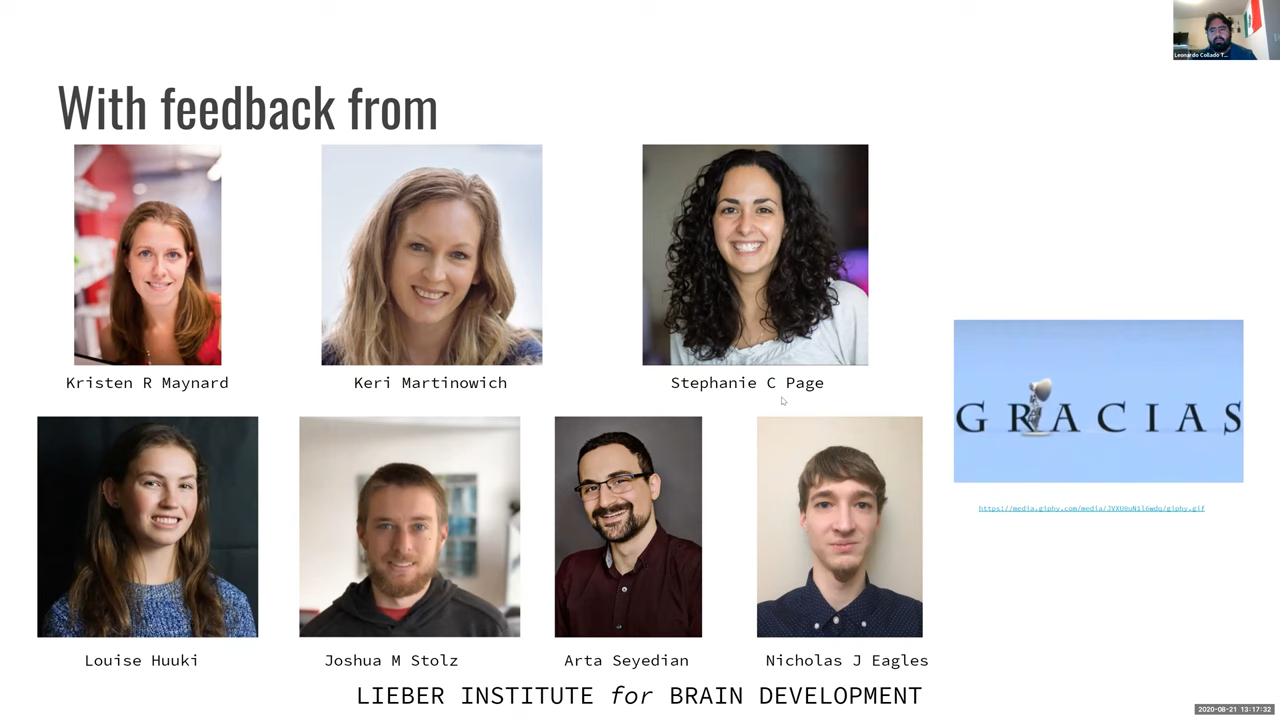 Leonardo Collado T...
With feedback from
Kristen R Maynard
Keri Martinowich
Stephanie C Page
GRACIAS
https://media.giphy.com/media/JVXU0uN1l6wdq/giphy.gif
Louise Huuki
Joshua M Stolz
Arta Seyedian
Nicholas J Eagles
LIEBER INSTITUTE for BRAIN DEVELOPMENT
2020-08-21 13:17:32